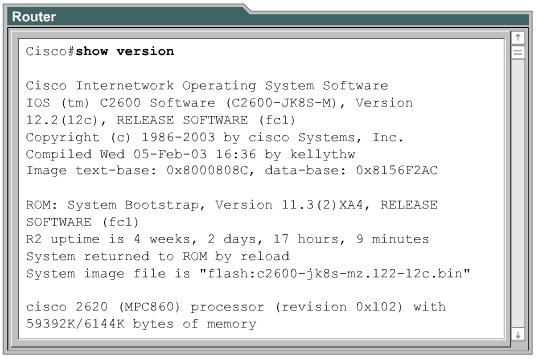 Router
Cisco#show version
Cisco Internetwork Operating System Software
IOS (tm) C2600 Software (C2600-JK8S-M), Version
12.2(12c), RELEASE SOFTWARE (fc1)
Copyright (c) 1986-2003 by cisco Systems, Inc.
Compiled Wed 05-Feb-03 16:36 by kellythw
Image text-base: 0x8000808C, data-base: 0x8156F2AC
ROM: System Bootstrap, Version 11.3(2)XA4, RELEASE
SOFTWARE (fc1)
R2 uptime is 4 weeks, 2 days, 17 hours, 9 minutes
System returned to ROM by reload
System image file is "flash:c2600-jk8s-mz.122-12c.bin"
cisco 2620 (MPC860) processor (revision 0x102) with
59392K/6144K bytes of memory